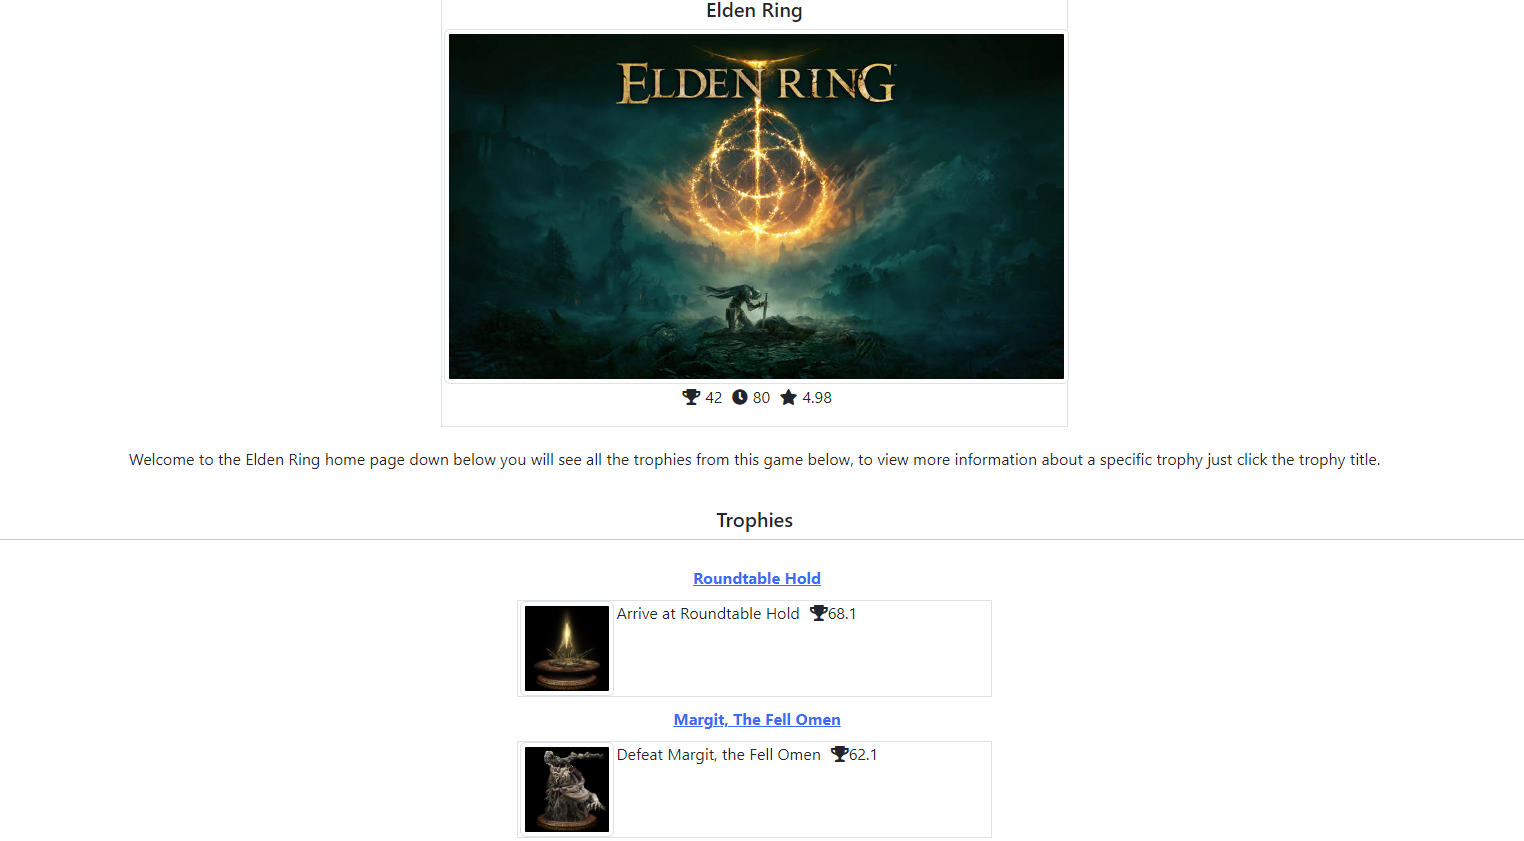 Elden Ring
ELDEN RING
42 80 4.98
Welcome to the Elden Ring home page down below you will see all the trophies from this game below, to view more information about a specific trophy just click the trophy title.
Trophies
Roundtable Hold
Arrive at Roundtable Hold 68.1
Margit, The Fell Omen
Defeat Margit, the Fell Omen 62.1